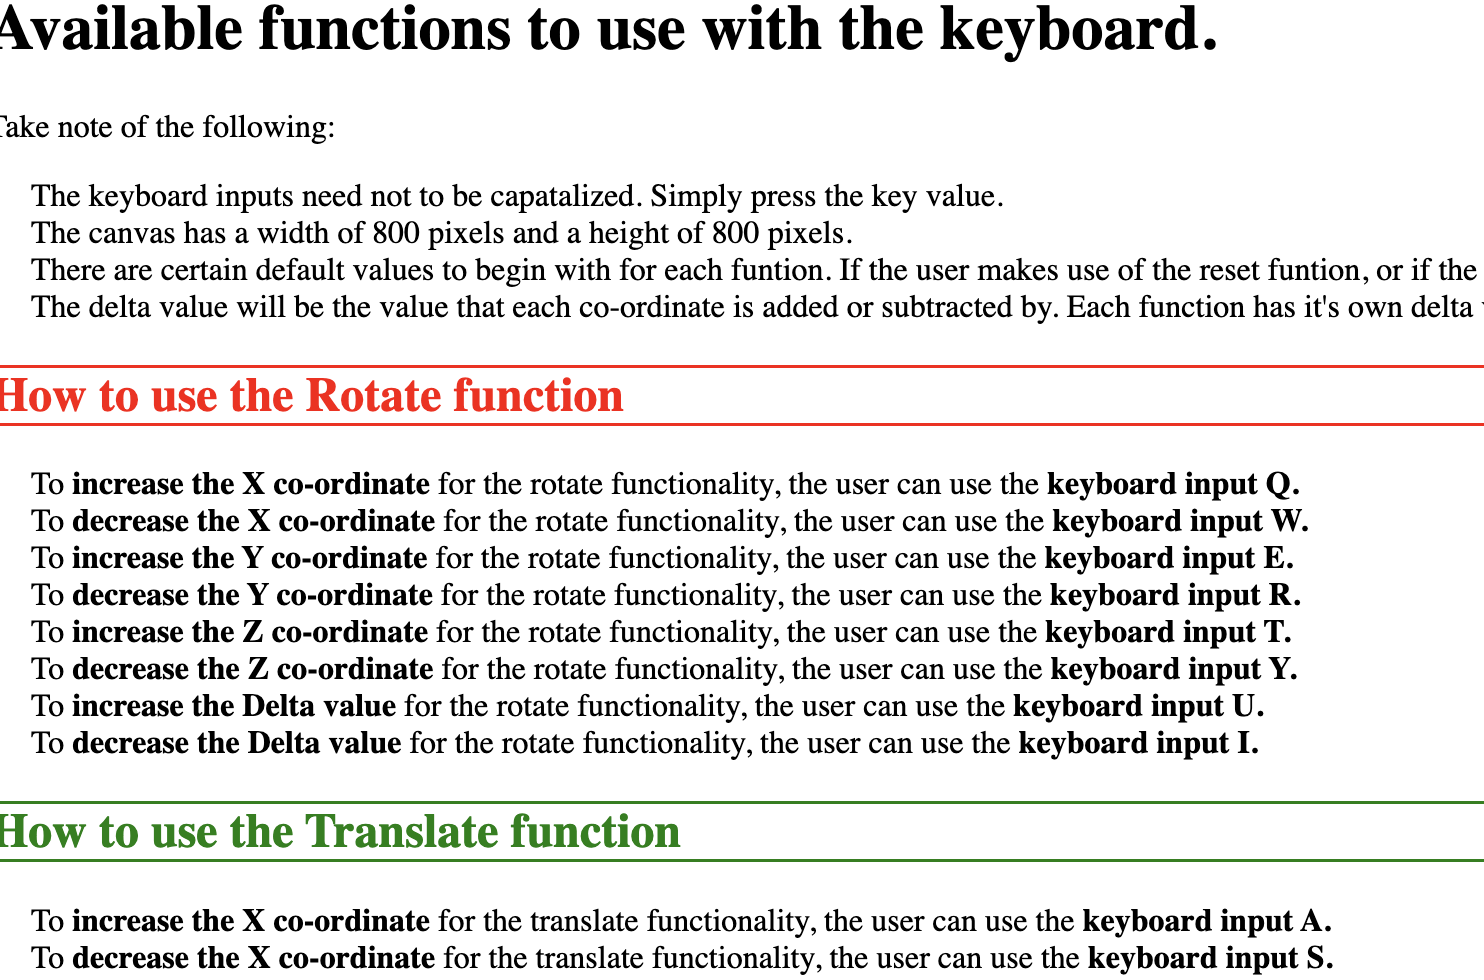 Available functions to use with the keyboard.
Take note of the following:
The keyboard inputs need not to be capatalized. Simply press the key value.
The canvas has a width of 800 pixels and a height of 800 pixels.
There are certain default values to begin with for each funtion. If the user makes use of the reset funtion, or if the
The delta value will be the value that each co-ordinate is added or subtracted by. Each function has it's own delta
How to use the Rotate function
To increase the X co-ordinate for the rotate functionality, the user can use the keyboard input Q.
To decrease the X co-ordinate for the rotate functionality, the user can use the keyboard input W.
To increase the Y co-ordinate for the rotate functionality, the user can use the keyboard input E.
To decrease the Y co-ordinate for the rotate functionality, the user can use the keyboard input R.
To increase the Z co-ordinate for the rotate functionality, the user can use the keyboard input T.
To decrease the Z co-ordinate for the rotate functionality, the user can use the keyboard input Y.
To increase the Delta value for the rotate functionality, the user can use the keyboard input U.
To decrease the Delta value for the rotate functionality, the user can use the keyboard input I.
How to use the Translate function
To increase the X co-ordinate for the translate functionality, the user can use the keyboard input A.
To decrease the X co-ordinate for the translate functionality, the user can use the keyboard input S.